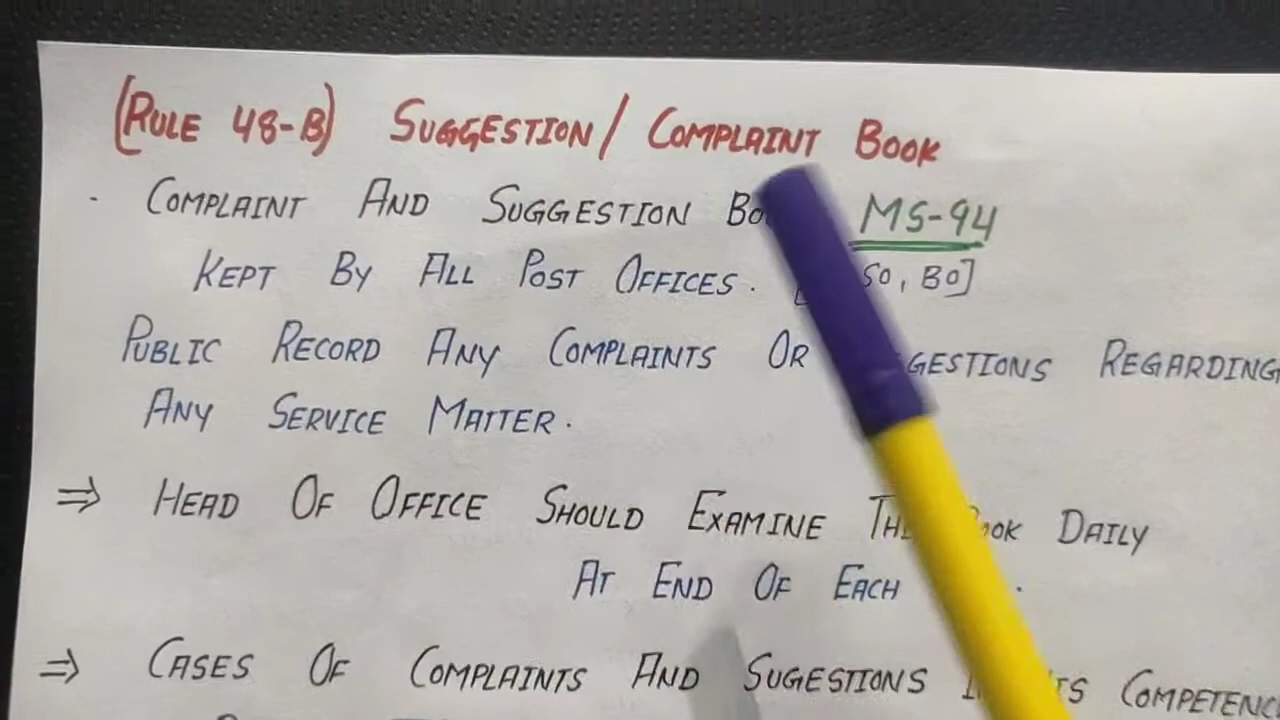 (RULE 48-B) SUGGESTION/ COMPLAINT BOOK
COMPLAINT AND SUGGESTION MS-94
KEPT BY ALL POST OFFICES. SO, BO]
PUBLIC RECORD ANY COMPLAINTS OR REGARDING
ANY SERVICE MATTER.
⇒ HEAD OF OFFICE SHOULD EXAMINE DAILY
AT END OF EACH
⇒ CASES OF COMPLAINTS AND SUGESTIONS